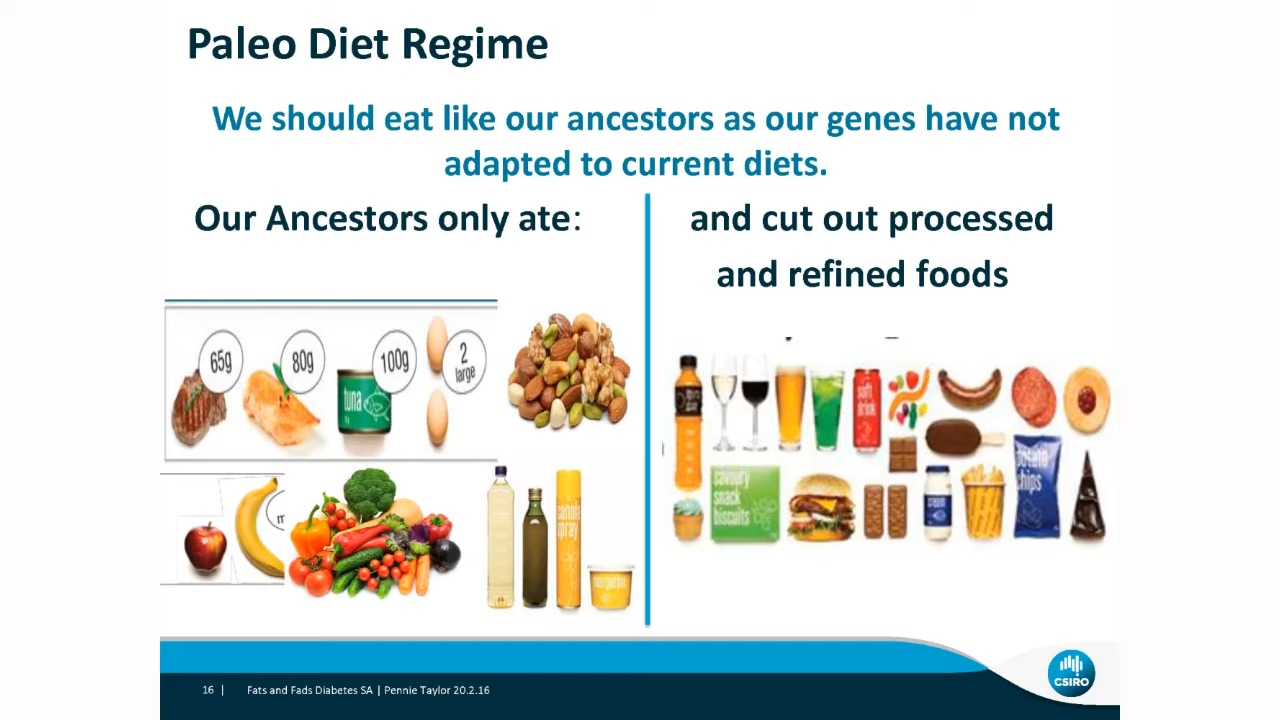 Paleo Diet Regime
We should eat like our ancestors as our genes have not
adapted to current diets.
Our Ancestors only ate:
and cut out processed
and refined foods
65g
80g
100g
2
large
tuna
canola
spray
margarine
soft
drink
savoury
snack
biscuits
cream
potato
chips
16 |
Fats and Fads Diabetes SA | Pennie Taylor 20.2.16
CSIRO